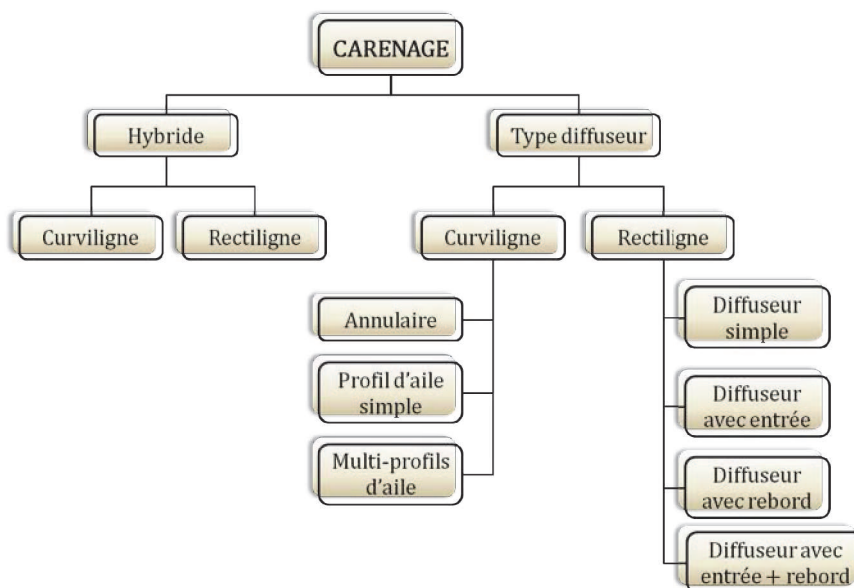 CARENAGE
Hybride
Type diffuseur
Curviligne
Rectiligne
Curviligne
Rectiligne
Annulaire
Profil d'aile
simple
Multi-profils
d'aile
Diffuseur
simple
Diffuseur
avec entrée
Diffuseur
avec rebord
Diffuseur avec
entrée + rebord